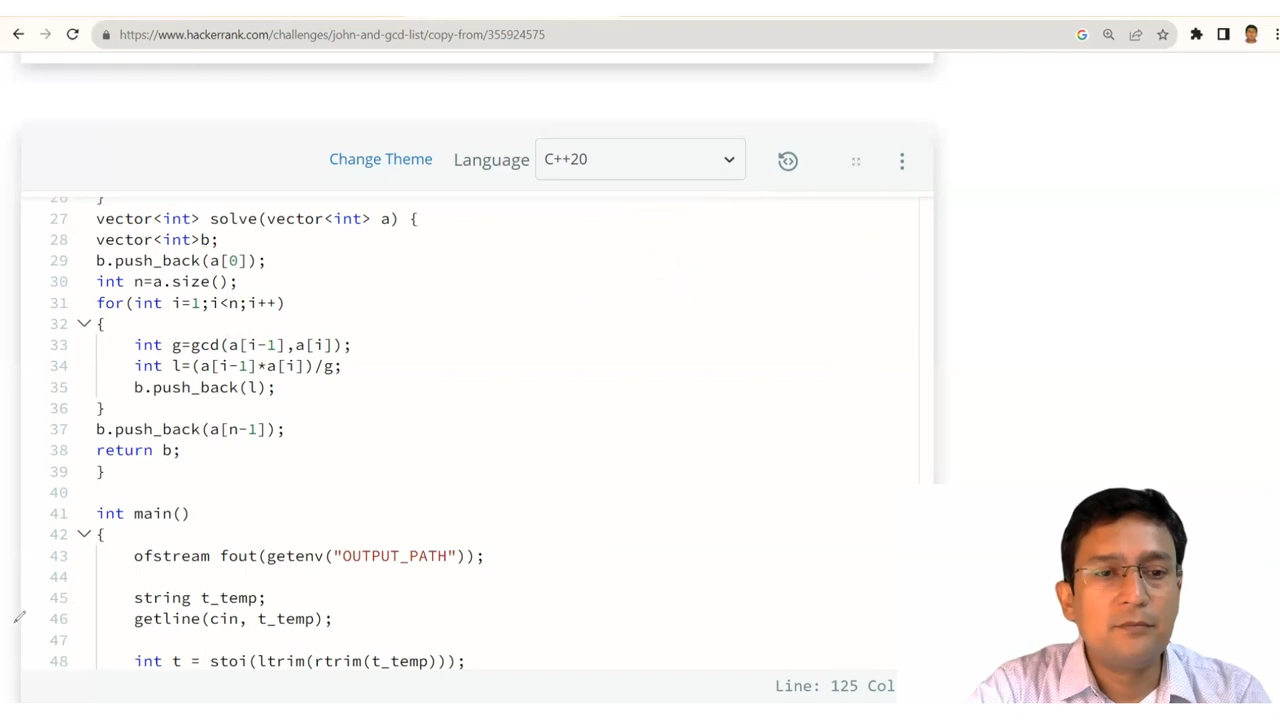 https://www.hackerrank.com/challenges/john-and-gcd-list/copy-from/355924575
Change Theme Language C++20
26 }
27 vector<int> solve(vector<int> a) {
28 vector<int>b;
29 b.push_back(a[0]);
30 int n=a.size();
31 for(int i=1;i<n;i++)
32 {
33 int g=gcd(a[i-1],a[i]);
34 int l=(a[i-1]*a[i])/g;
35 b.push_back(l);
36 }
37 b.push_back(a[n-1]);
38 return b;
39 }
40
41 int main()
42 {
43 ofstream fout(getenv("OUTPUT_PATH"));
44
45 string t_temp;
46 getline(cin, t_temp);
47
48 int t = stoi(ltrim(rtrim(t_temp)));
Line: 125 Col